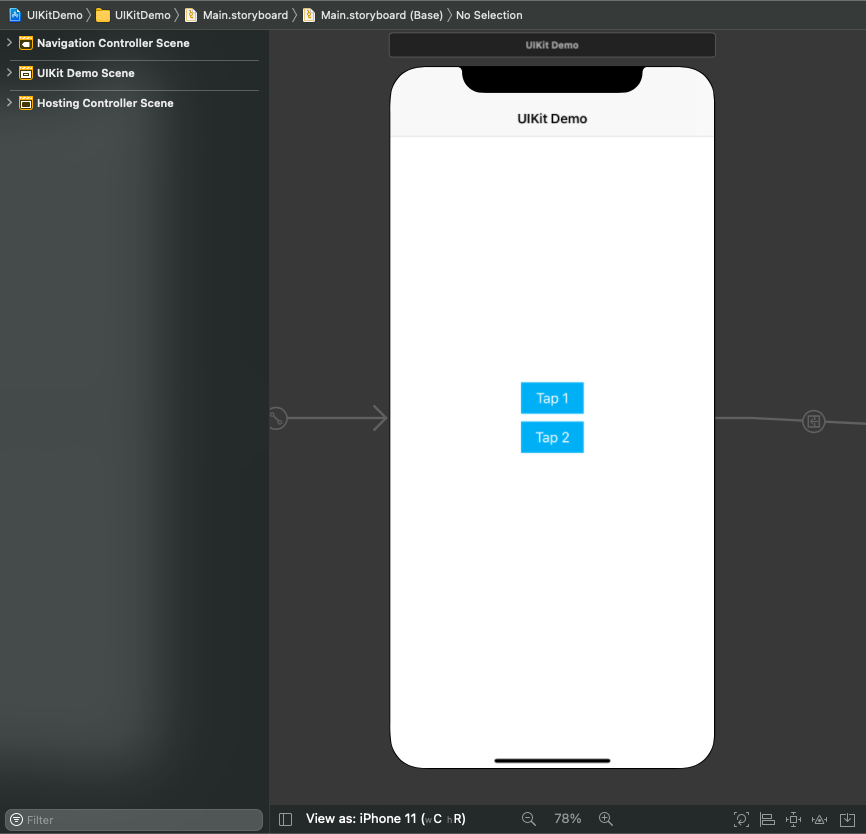 UIKitDemo UIKitDemo Main.storyboard Main.storyboard (Base) No Selection
Navigation Controller Scene
UIKit Demo Scene
Hosting Controller Scene
UIKit Demo
UIKit Demo
Tap 1
Tap 2
Filter
View as: iPhone 11 (wC hR)
78%